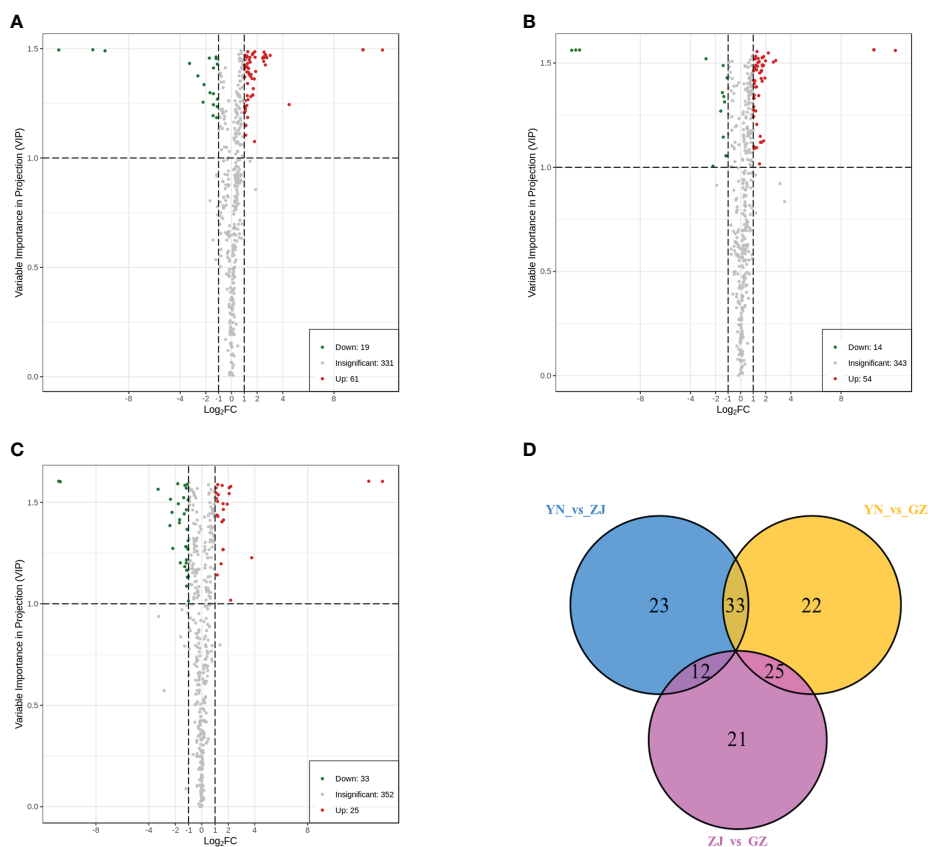 A
Variable Importance in Projection (VIP)
1.5
1.0
0.5
0.0
-8
-4
-2
-1
0
1
2
4
8
Log2FC
Down: 19
Insignificant: 331
Up: 61
B
Variable Importance in Projection (VIP)
1.5
1.0
0.5
0.0
-8
-4
-2
-1
0
1
2
4
8
Log2FC
Down: 14
Insignificant: 343
Up: 54
C
Variable Importance in Projection (VIP)
1.5
1.0
0.5
0.0
-8
-4
-2
-1
0
1
2
4
8
Log2FC
Down: 33
Insignificant: 352
Up: 25
D
YN_vs_ZJ
YN_vs_GZ
23
33
22
12
25
21
ZJ_vs_GZ